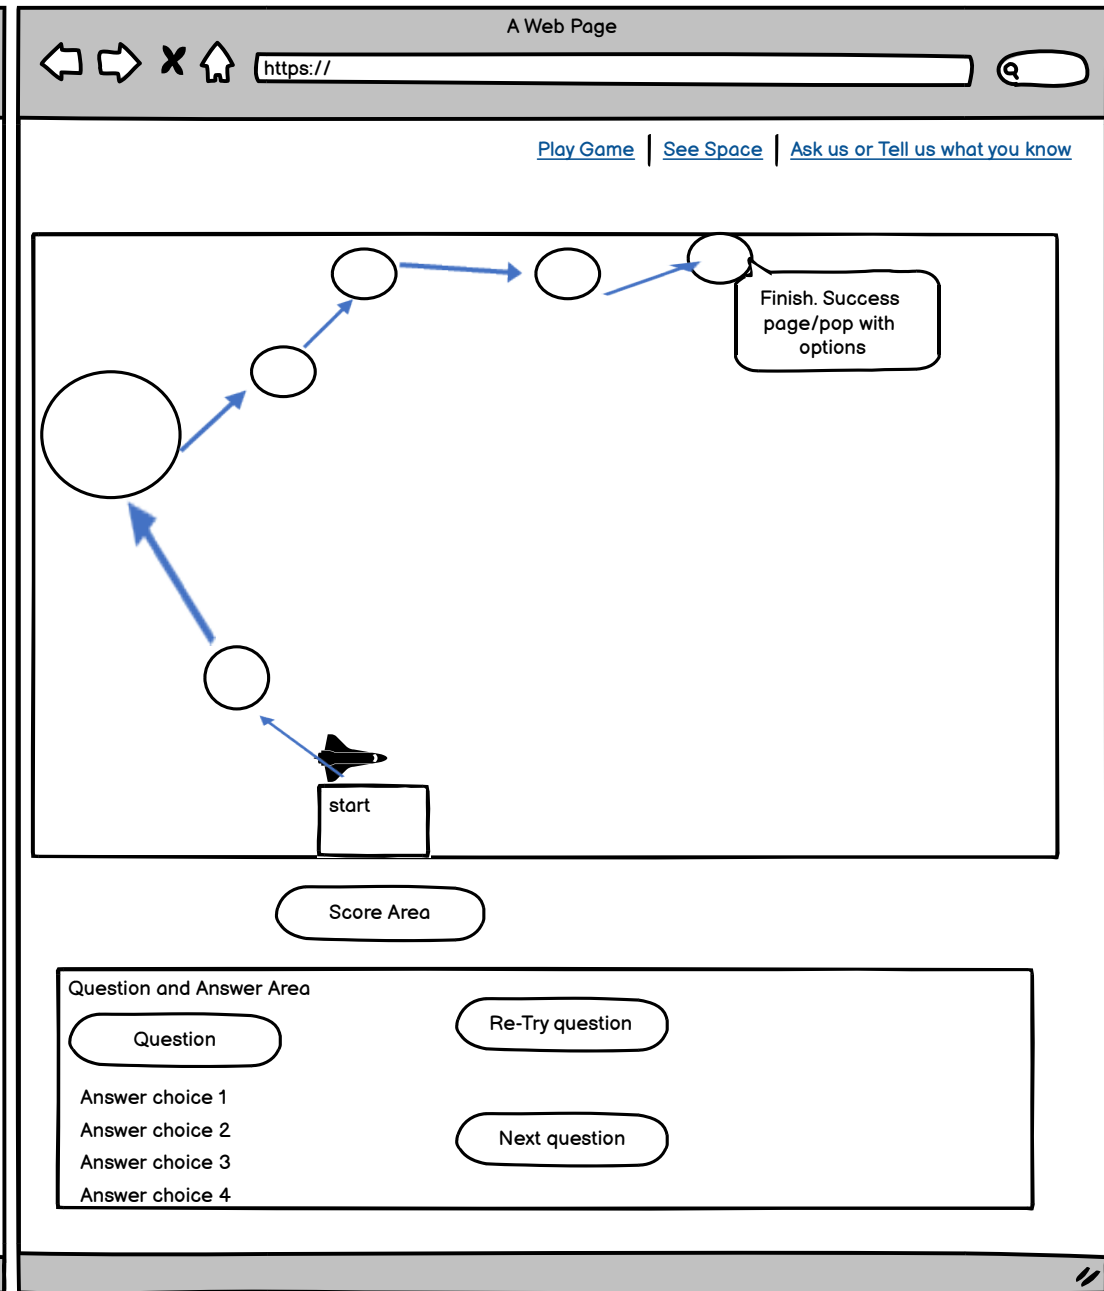 A Web Page
https://
Play Game | See Space | Ask us or Tell us what you know
Finish. Success
page/pop with
options
start
Score Area
Question and Answer Area
Question
Re-Try question
Answer choice 1
Answer choice 2
Answer choice 3
Answer choice 4
Next question